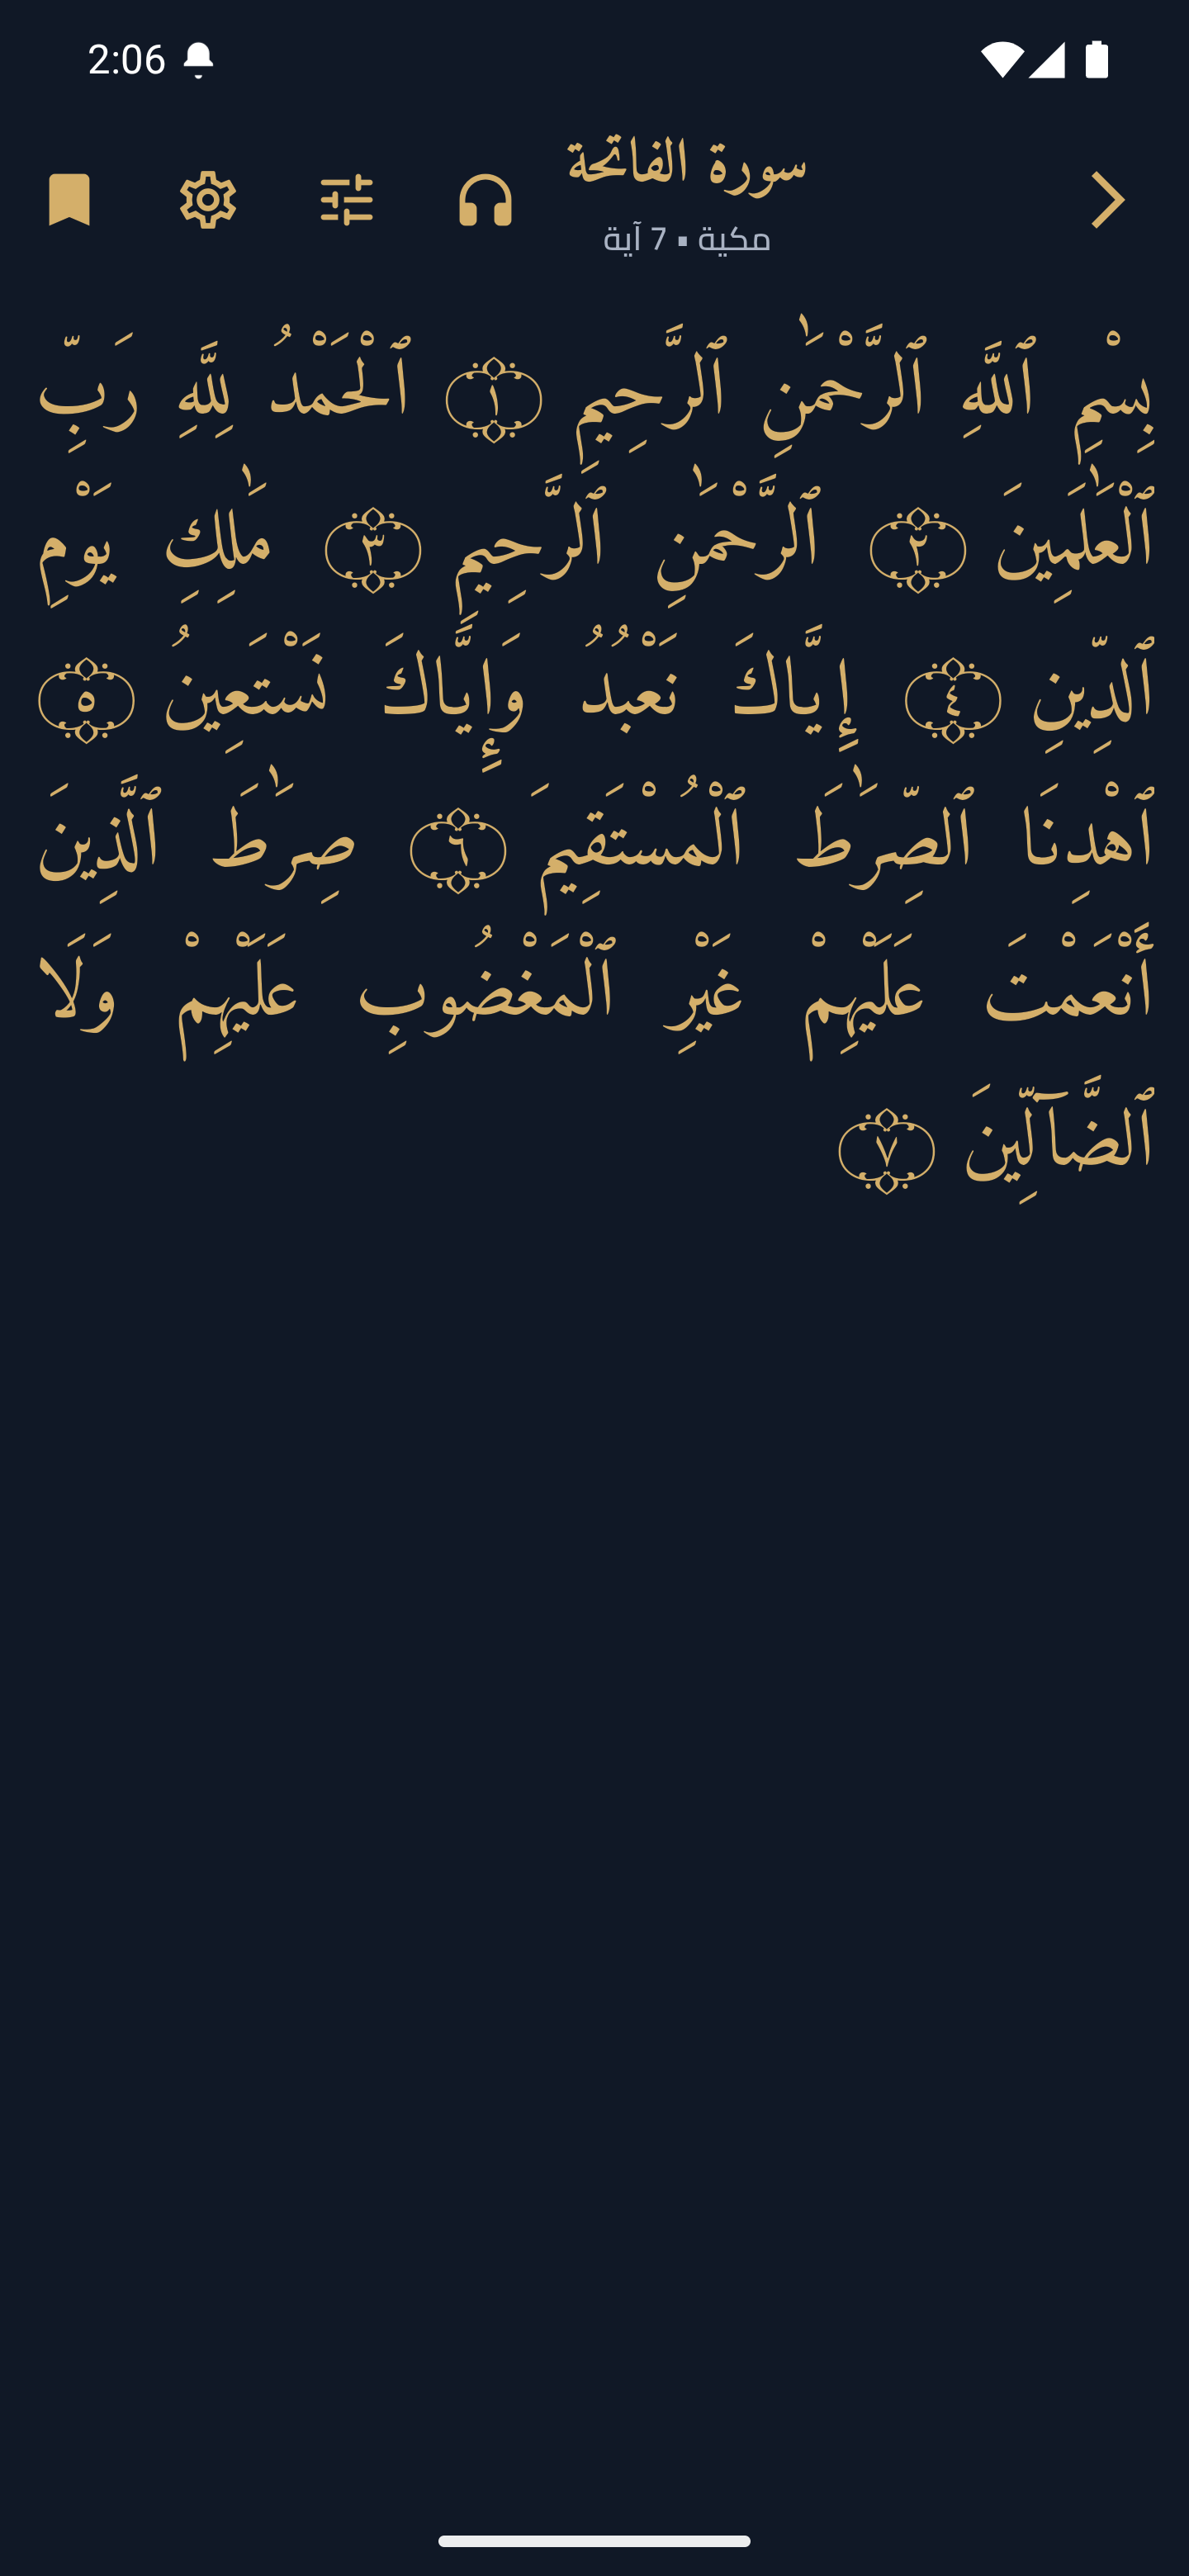 2:06
سورة الفاتحة
مكية • 7 آية
بِسْمِ ٱللَّهِ ٱلرَّحْمَٰنِ ٱلرَّحِيمِ ١ ٱلْحَمْدُ لِلَّهِ رَبِّ
ٱلْعَٰلَمِينَ ٢ ٱلرَّحْمَٰنِ ٱلرَّحِيمِ ٣ مَٰلِكِ يَوْمِ
ٱلدِّينِ ٤ إِيَّاكَ نَعْبُدُ وَإِيَّاكَ نَسْتَعِينُ ٥
ٱهْدِنَا ٱلصِّرَٰطَ ٱلْمُسْتَقِيمَ ٦ صِرَٰطَ ٱلَّذِينَ
أَنْعَمْتَ عَلَيْهِمْ غَيْرِ ٱلْمَغْضُوبِ عَلَيْهِمْ وَلَا
ٱلضَّآلِّينَ ٧